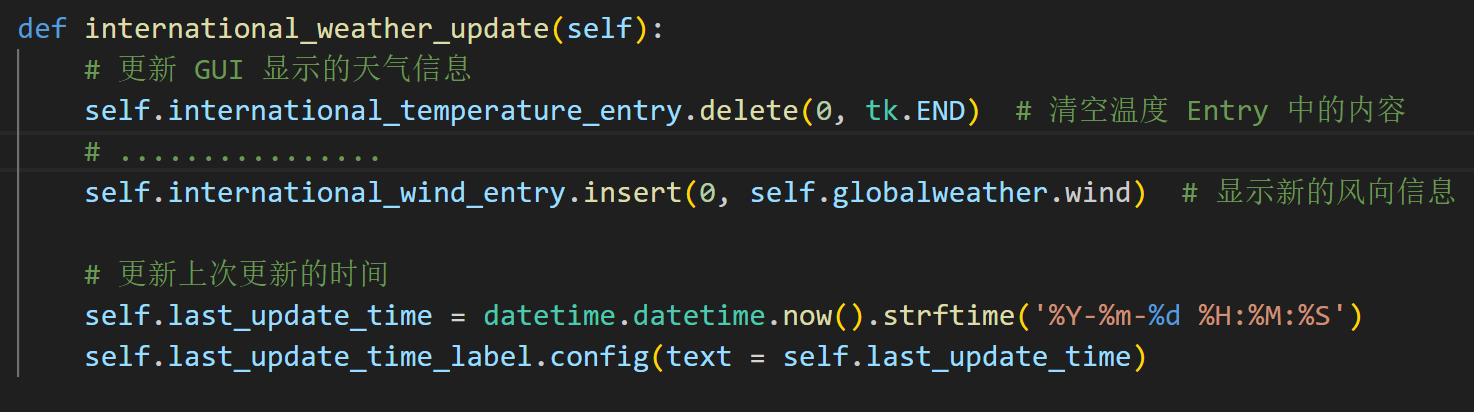 def international_weather_update(self):
    # 更新 GUI 显示的天气信息
    self.international_temperature_entry.delete(0, tk.END)  # 清空温度 Entry 中的内容
    # ................
    self.international_wind_entry.insert(0, self.globalweather.wind)  # 显示新的风向信息

    # 更新上次更新的时间
    self.last_update_time = datetime.datetime.now().strftime('%Y-%m-%d %H:%M:%S')
    self.last_update_time_label.config(text = self.last_update_time)